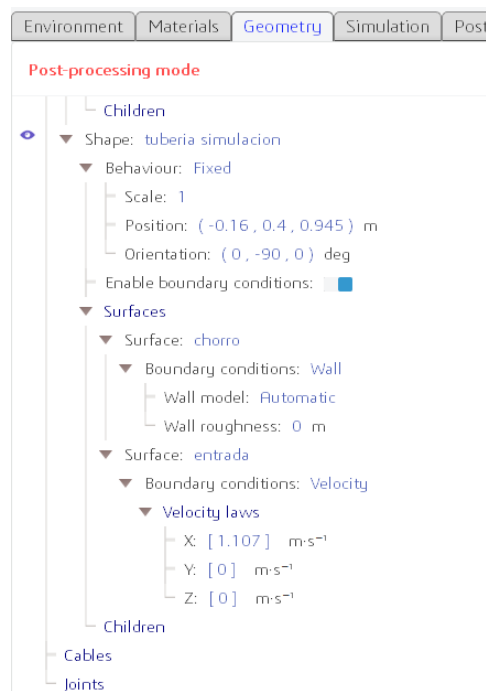 Environment Materials Geometry Simulation Post
Post-processing mode
Children
Shape: tuberia simulacion
Behaviour: Fixed
Scale: 1
Position: ( -0.16 , 0.4 , 0.945 ) m
Orientation: ( 0 , -90 , 0 ) deg
Enable boundary conditions:
Surfaces
Surface: chorro
Boundary conditions: Wall
Wall model: Automatic
Wall roughness: 0 m
Surface: entrada
Boundary conditions: Velocity
Velocity laws
X: [ 1.107 ] m·s⁻¹
Y: [ 0 ] m·s⁻¹
Z: [ 0 ] m·s⁻¹
Children
Cables
Joints